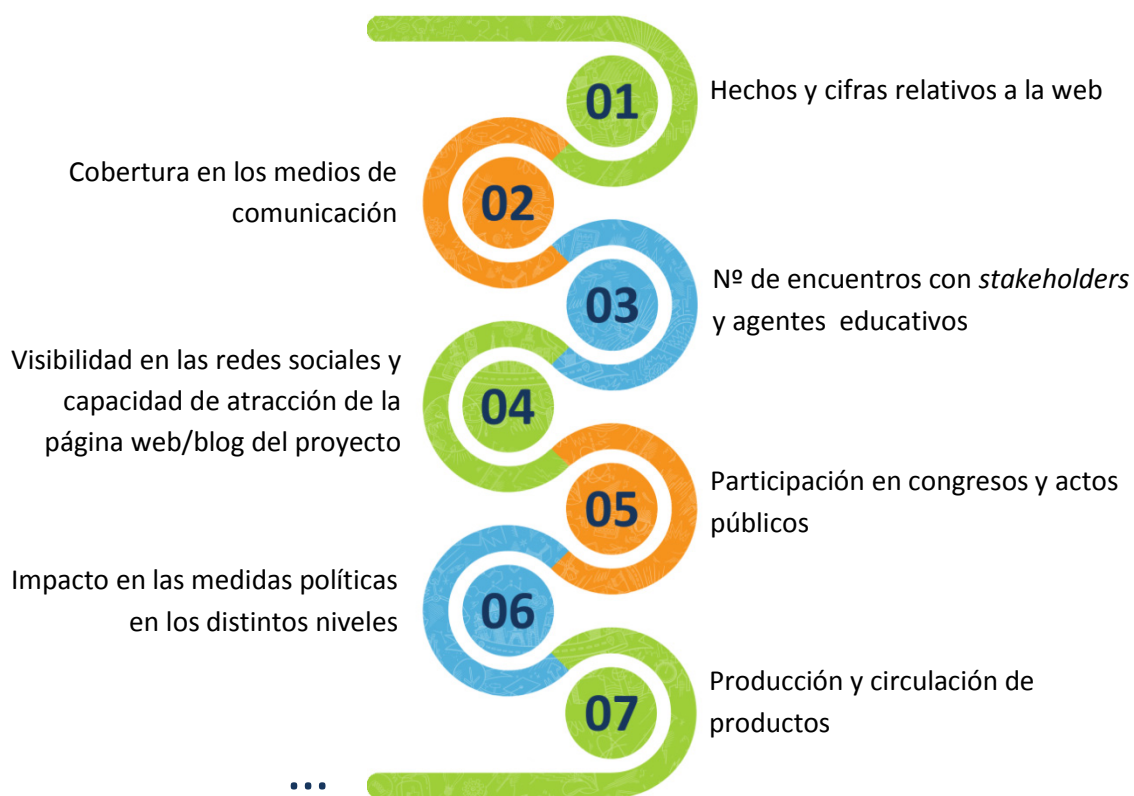 01
Hechos y cifras relativos a la web
Cobertura en los medios de
comunicación
02
03
Nº de encuentros con stakeholders
y agentes educativos
Visibilidad en las redes sociales y
capacidad de atracción de la
página web/blog del proyecto
04
05
Participación en congresos y actos
públicos
Impacto en las medidas políticas
en los distintos niveles
06
07
Producción y circulación de
productos
...